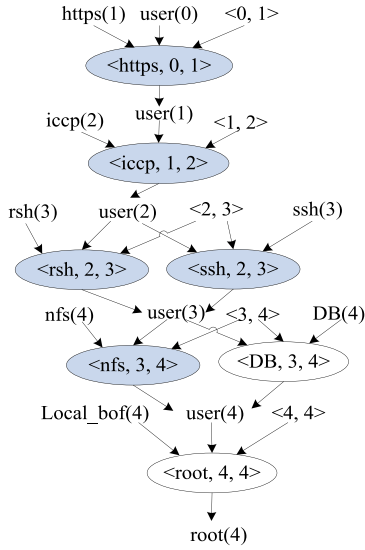 https(1) user(0) <0, 1>
<https, 0, 1>
user(1)
iccp(2) <1, 2>
<iccp, 1, 2>
rsh(3) user(2) <2, 3> ssh(3)
<rsh, 2, 3> <ssh, 2, 3>
nfs(4) user(3) <3, 4> DB(4)
<nfs, 3, 4> <DB, 3, 4>
Local_bof(4) user(4) <4, 4>
<root, 4, 4>
root(4)